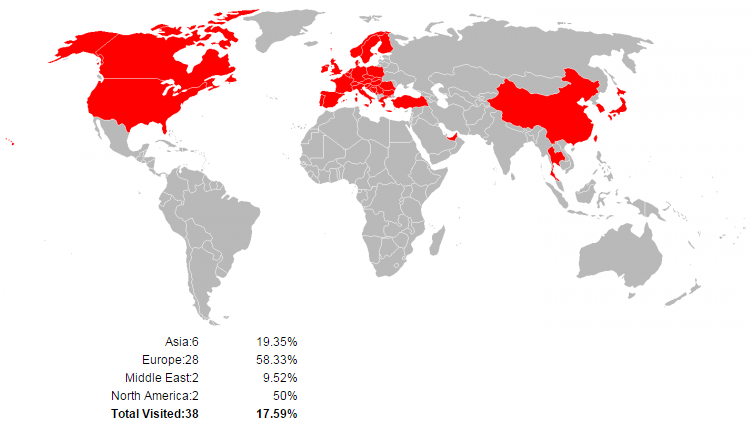 Asia:6 19.35%
Europe:28 58.33%
Middle East:2 9.52%
North America:2 50%
Total Visited:38 17.59%